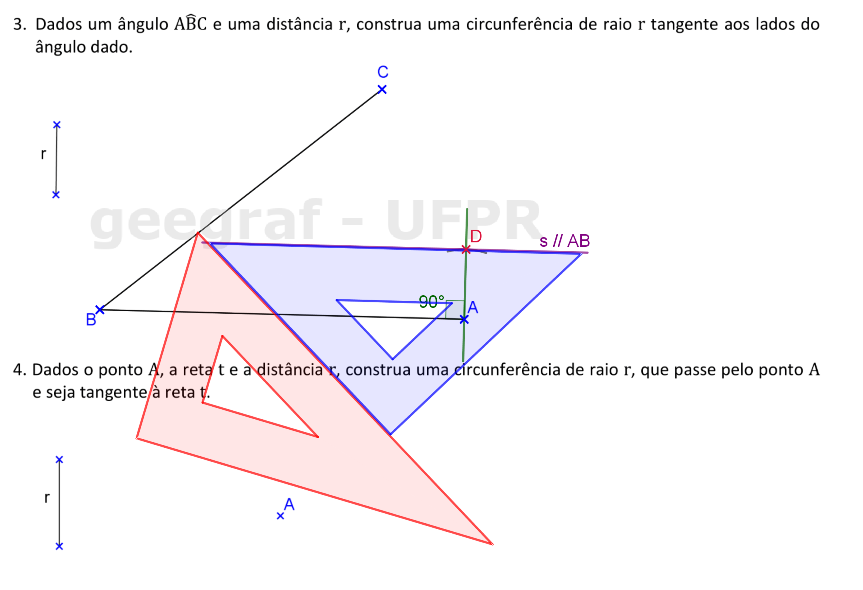 3. Dados um ângulo AB̂C e uma distância r, construa uma circunferência de raio r tangente aos lados do
ângulo dado.
C
r
geegraf - UFPR
D
s // AB
90°
A
B
4. Dados o ponto A, a reta t e a distância r, construa uma circunferência de raio r, que passe pelo ponto A
e seja tangente à reta t.
r
A